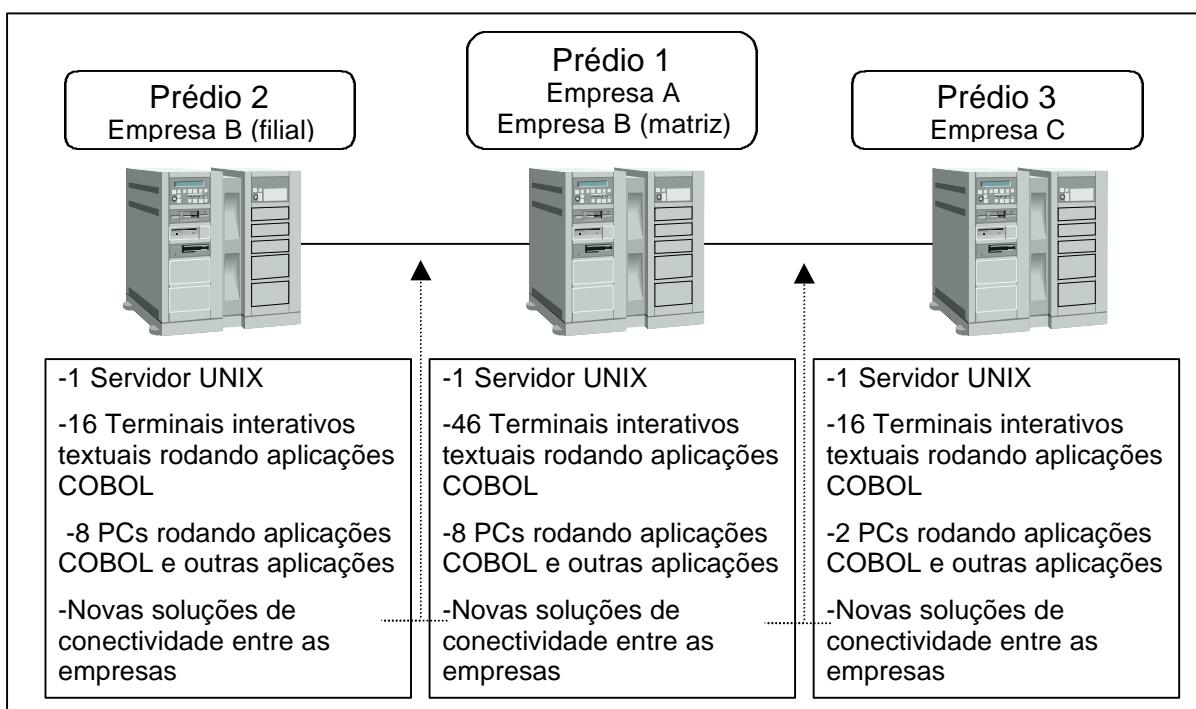 Prédio 2
Empresa B (filial)
Prédio 1
Empresa A
Empresa B (matriz)
Prédio 3
Empresa C
-1 Servidor UNIX
-16 Terminais interativos
textuais rodando aplicações
COBOL
-8 PCs rodando aplicações
COBOL e outras aplicações
-Novas soluções de
conectividade entre as
empresas
-1 Servidor UNIX
-46 Terminais interativos
textuais rodando aplicações
COBOL
-8 PCs rodando aplicações
COBOL e outras aplicações
-Novas soluções de
conectividade entre as
empresas
-1 Servidor UNIX
-16 Terminais interativos
textuais rodando aplicações
COBOL
-2 PCs rodando aplicações
COBOL e outras aplicações
-Novas soluções de
conectividade entre as
empresas